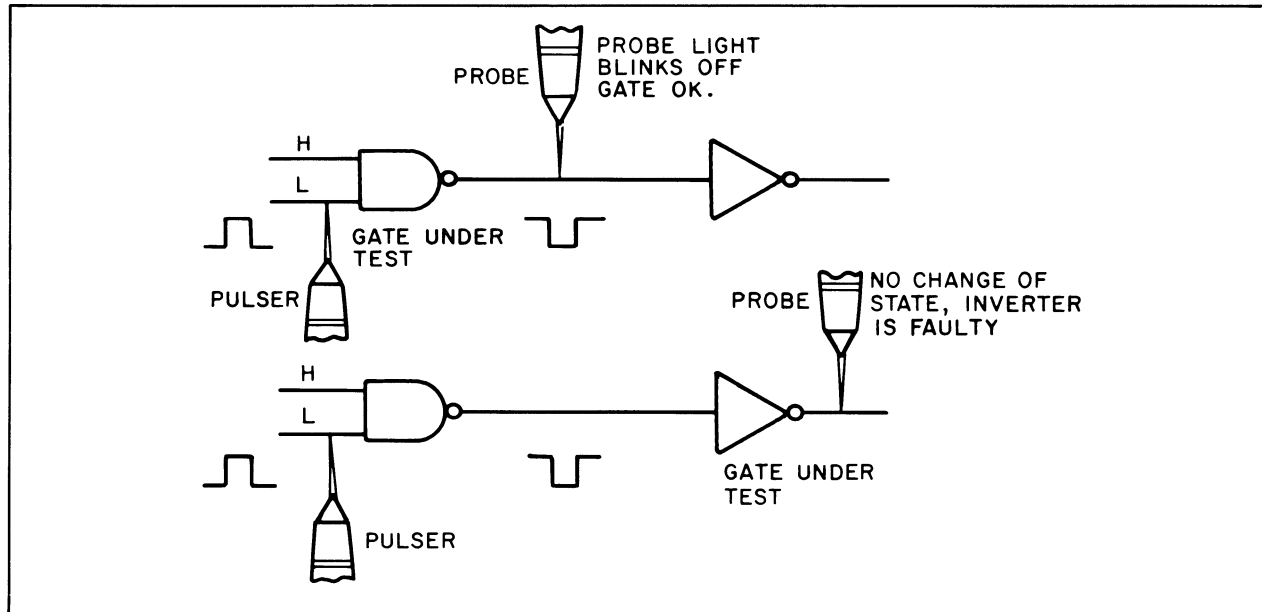 PROBE
PROBE LIGHT
BLINKS OFF
GATE OK.
H
L
GATE UNDER
TEST
PULSER
PROBE
NO CHANGE OF
STATE, INVERTER
IS FAULTY
H
L
GATE UNDER
TEST
PULSER